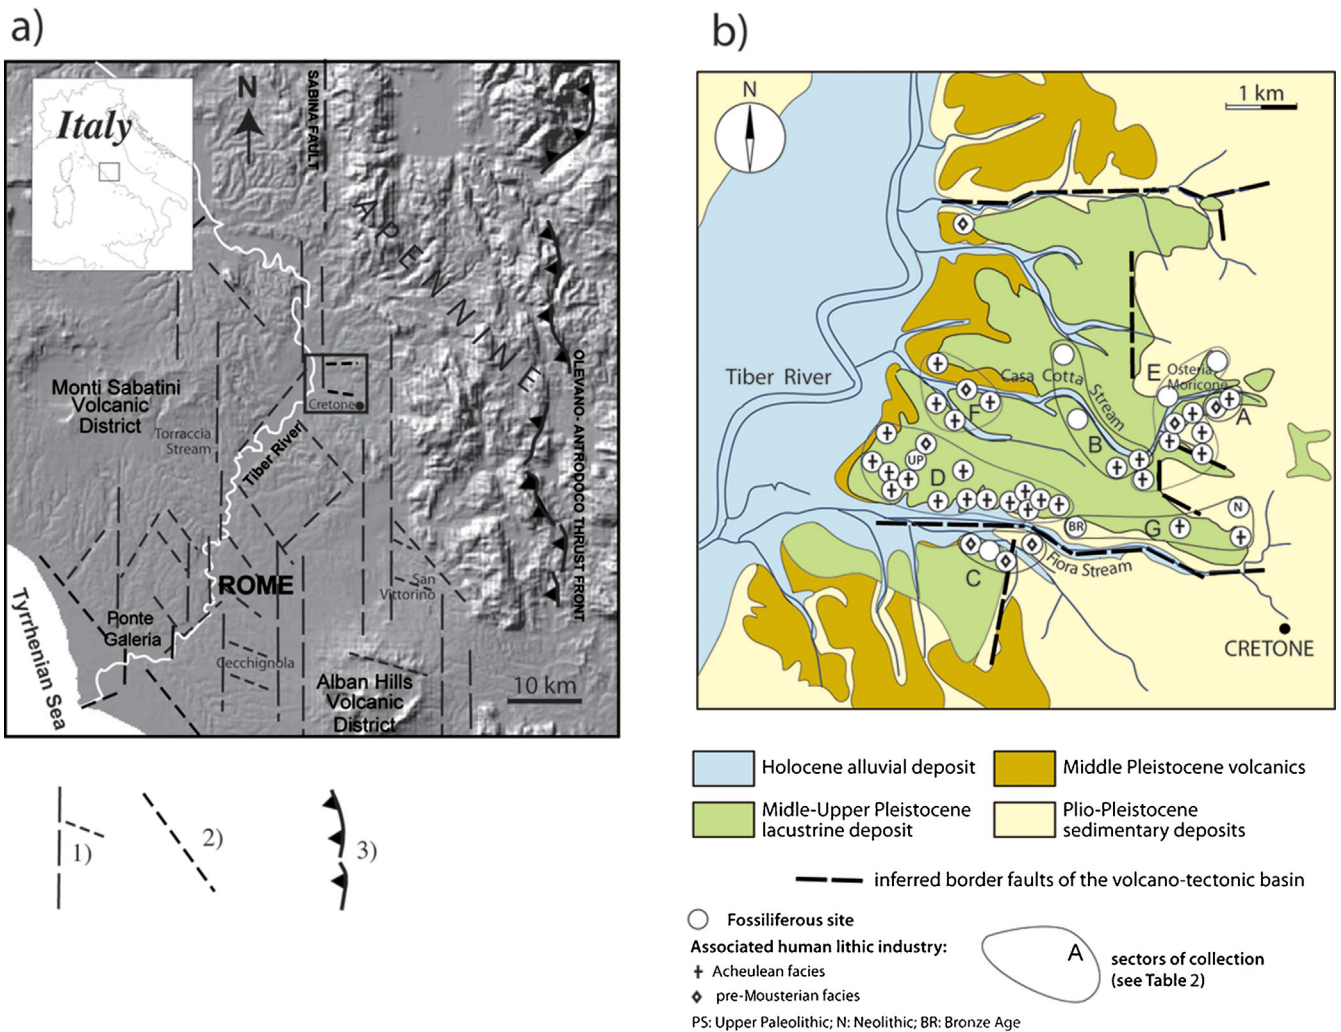 a)
Italy
N
SABINA FAULT
APENNINE
OLEVANO- ANTRODOCO THRUST FRONT
Monti Sabatini
Volcanic
District
Torraccia
Stream
Tiber River
Cretone
ROME
San
Vittorino
Ponte
Galeria
Cecchignola
Tyrrhenian Sea
Alban Hills
Volcanic
District
10 km
1)
2)
3)
b)
N
1 km
Tiber River
Casa Cotta Stream
E
Osteria
Moricone
A
F
B
UP
D
N
BR
G
C
Fiora Stream
CRETONE
Holocene alluvial deposit
Middle Pleistocene volcanics
Midle-Upper Pleistocene
lacustrine deposit
Plio-Pleistocene
sedimentary deposits
inferred border faults of the volcano-tectonic basin
Fossiliferous site
Associated human lithic industry:
Acheulean facies
pre-Mousterian facies
PS: Upper Paleolithic; N: Neolithic; BR: Bronze Age
A
sectors of collection
(see Table 2)